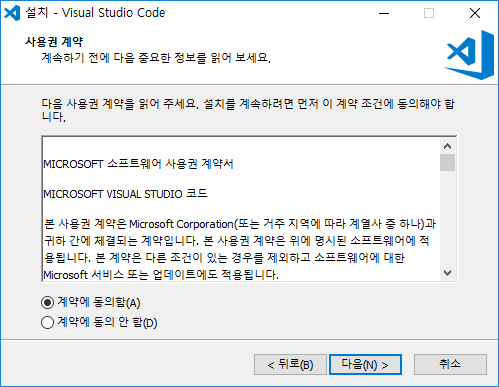 설치 - Visual Studio Code
사용권 계약
계속하기 전에 다음 중요한 정보를 읽어 보세요.
다음 사용권 계약을 읽어 주세요. 설치를 계속하려면 먼저 이 계약 조건에 동의해야 합
니다.
MICROSOFT 소프트웨어 사용권 계약서
MICROSOFT VISUAL STUDIO 코드
본 사용권 계약은 Microsoft Corporation(또는 거주 지역에 따라 계열사 중 하나)과
귀하 간에 체결되는 계약입니다. 본 사용권 계약은 위에 명시된 소프트웨어에 적
용됩니다. 본 계약은 다른 조건이 있는 경우를 제외하고 소프트웨어에 대한
Microsoft 서비스 또는 업데이트에도 적용됩니다.
계약에 동의함(A)
계약에 동의 안 함(D)
< 뒤로(B) 다음(N) > 취소